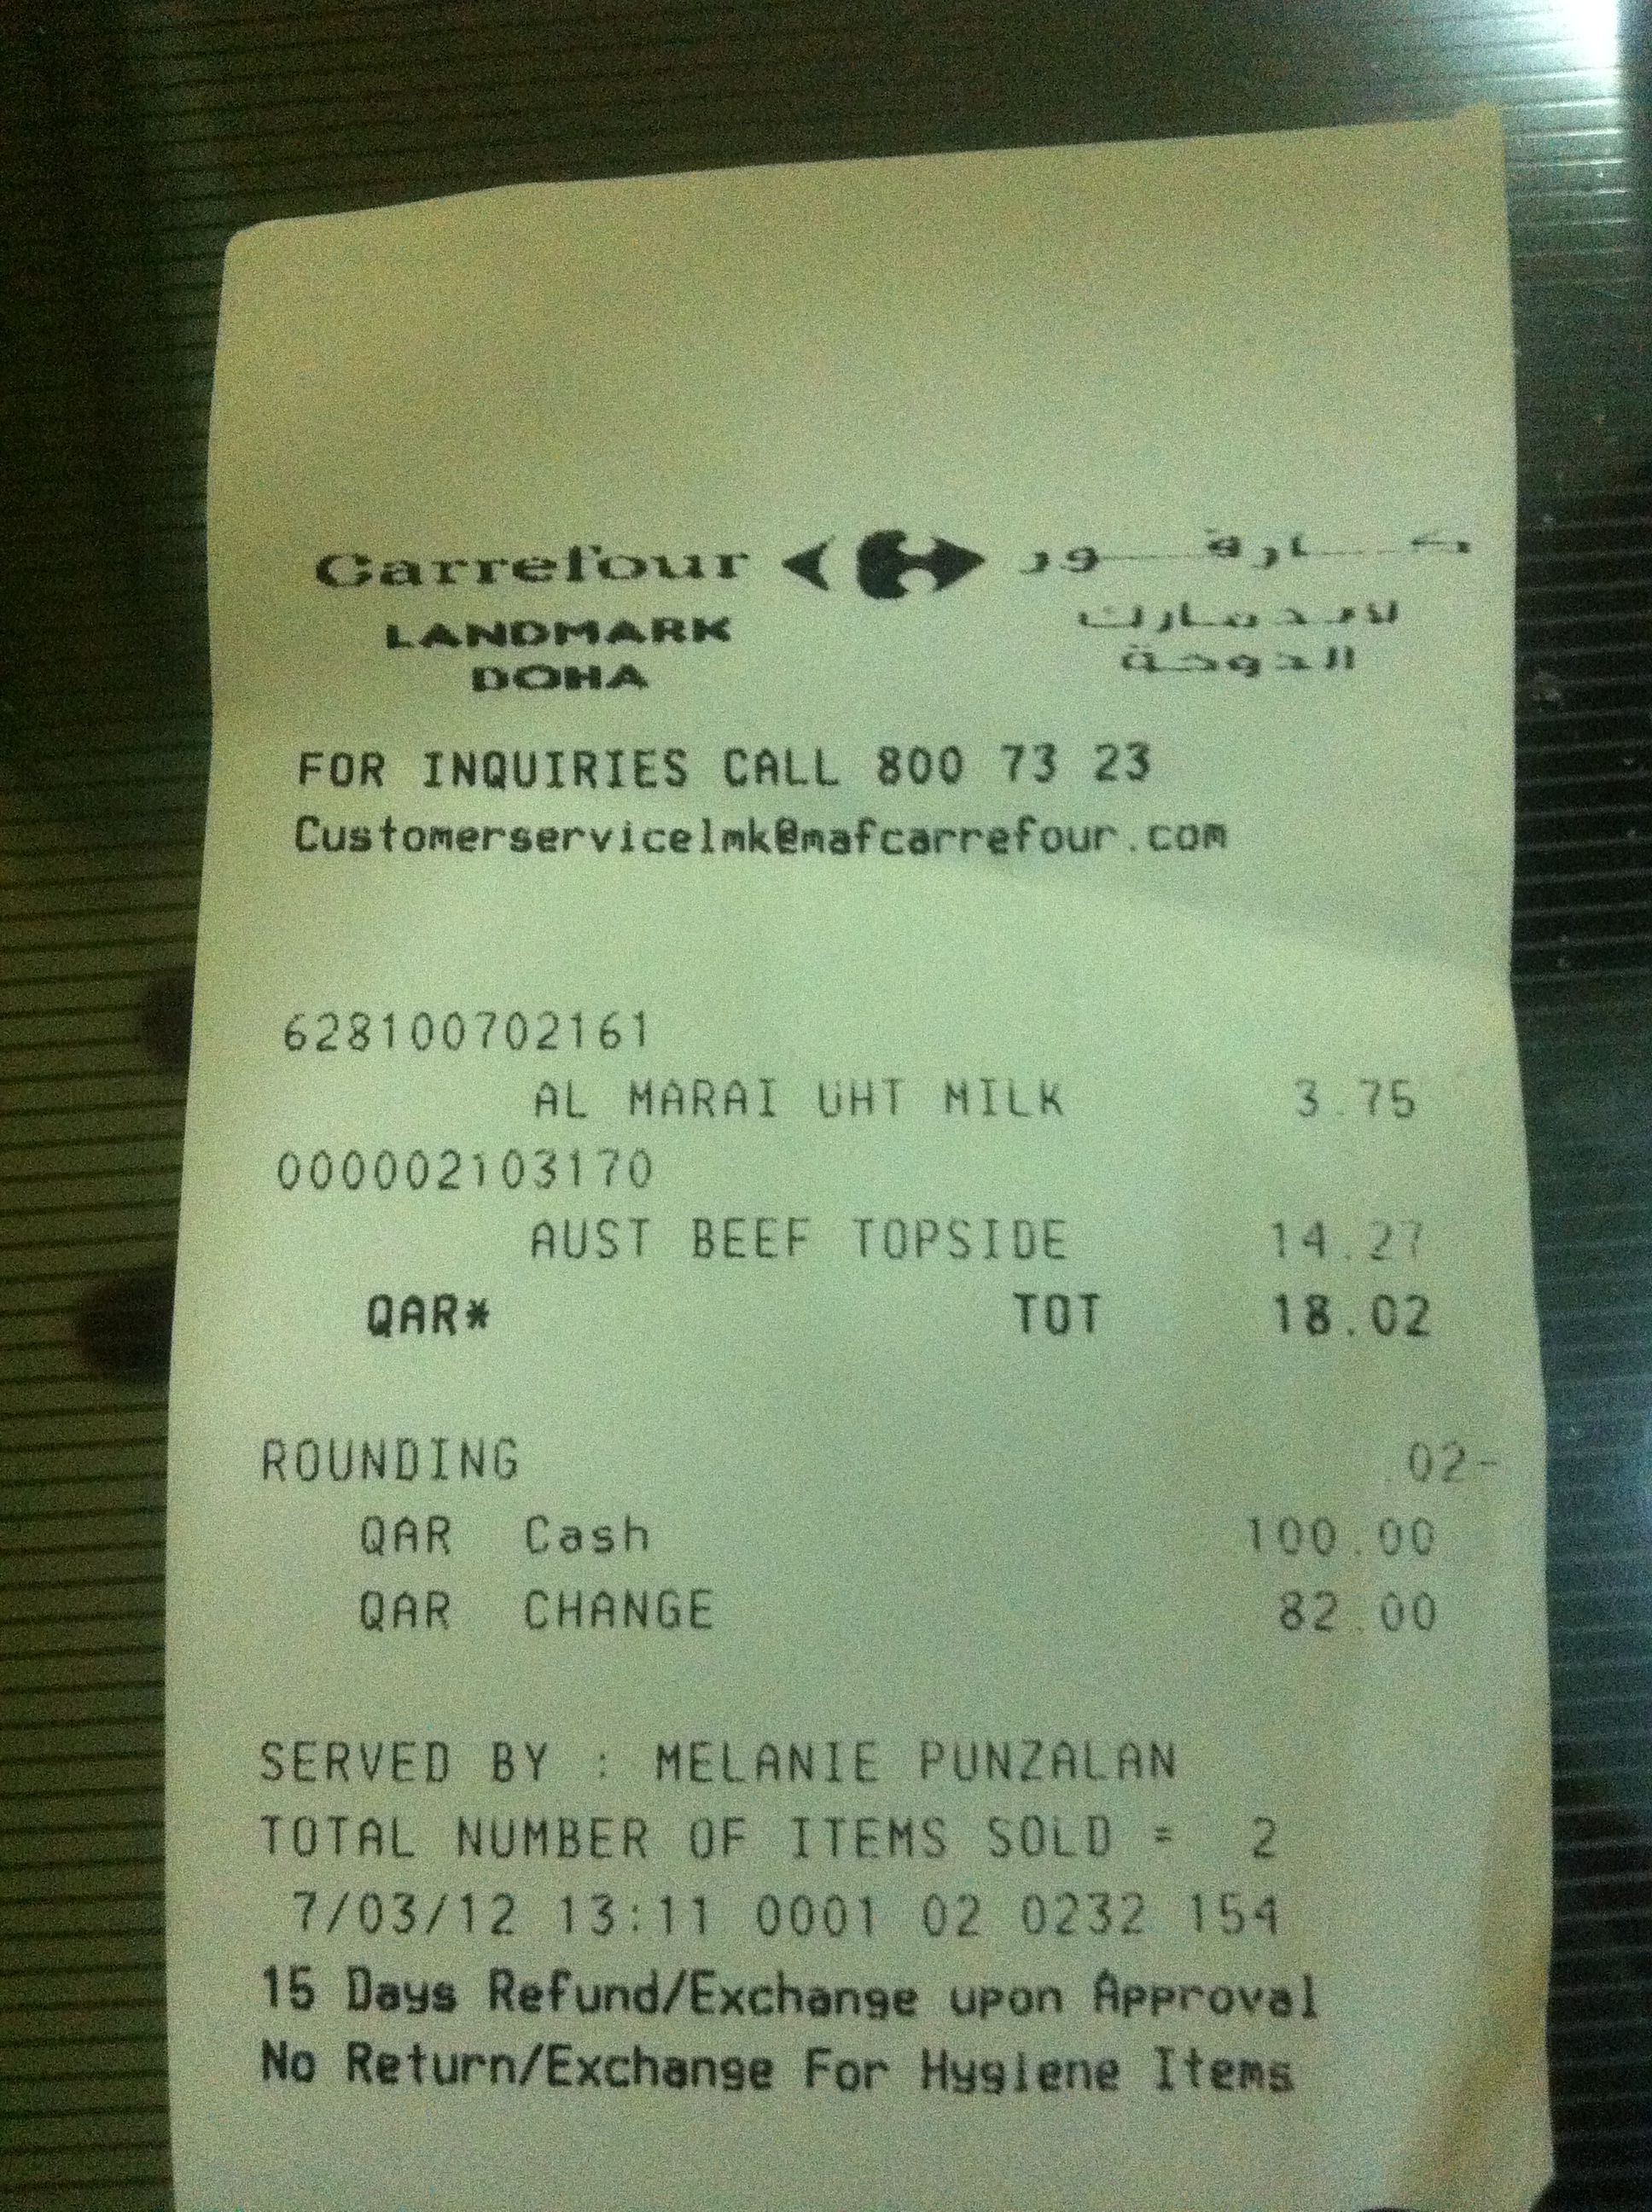 Carrefour كارفور
LANDMARK لاندمارك
DOHA الدوحة
FOR INQUIRIES CALL 800 73 23
Customerservicelmk@mafcarrefour.com
628100702161
AL MARAI UHT MILK 3.75
000002103170
AUST BEEF TOPSIDE 14.27
QAR* TOT 18.02
ROUNDING .02-
QAR Cash 100.00
QAR CHANGE 82.00
SERVED BY : MELANIE PUNZALAN
TOTAL NUMBER OF ITEMS SOLD = 2
7/03/12 13:11 0001 02 0232 154
15 Days Refund/Exchange upon Approval
No Return/Exchange For Hygiene Items